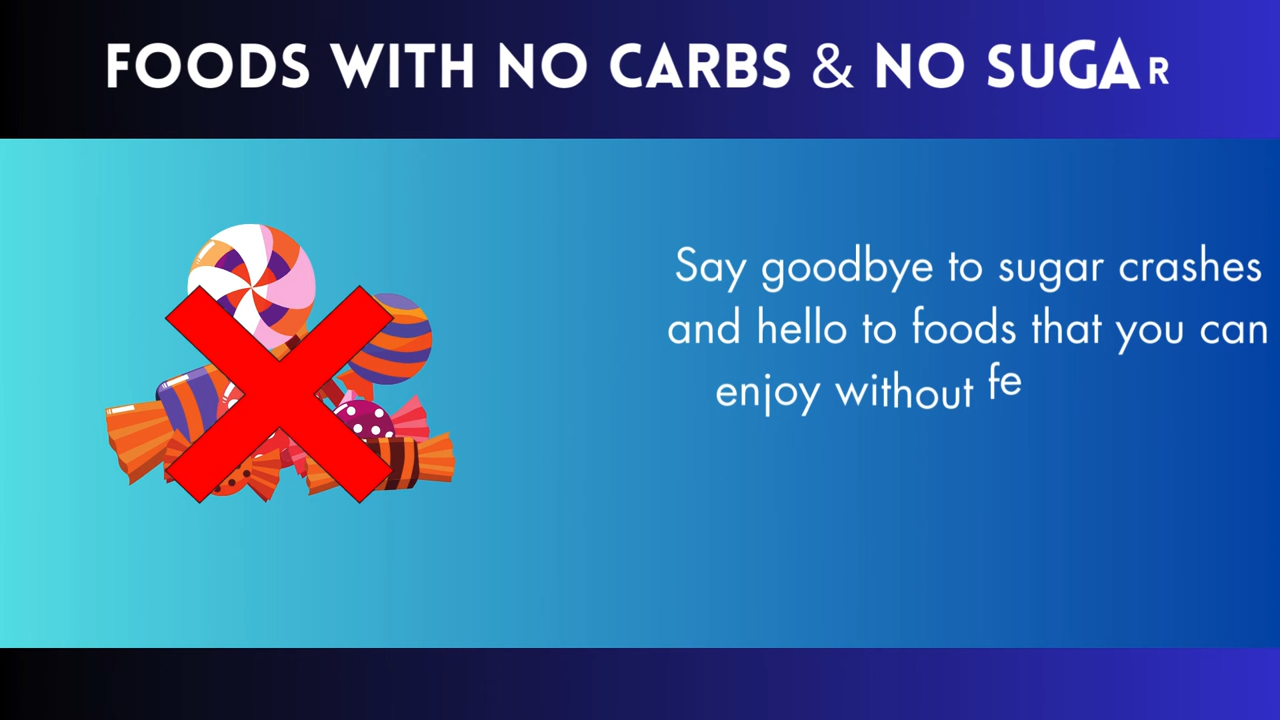 FOODS WITH NO CARBS & NO SUGAR
Say goodbye to sugar crashes
and hello to foods that you can
enjoy without fe